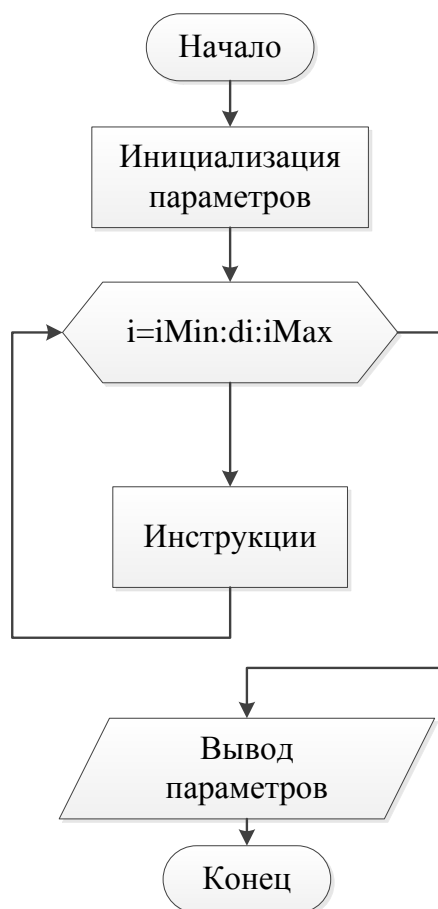 Начало
Инициализация
параметров
i=iMin:di:iMax
Инструкции
Вывод
параметров
Конец